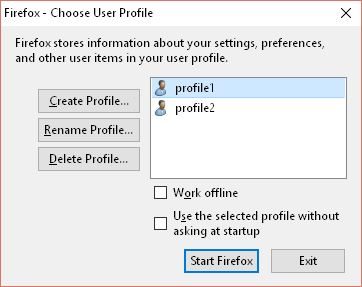 Firefox - Choose User Profile
Firefox stores information about your settings, preferences,
and other user items in your user profile.
Create Profile...
Rename Profile...
Delete Profile...
profile1
profile2
Work offline
Use the selected profile without
asking at startup
Start Firefox
Exit